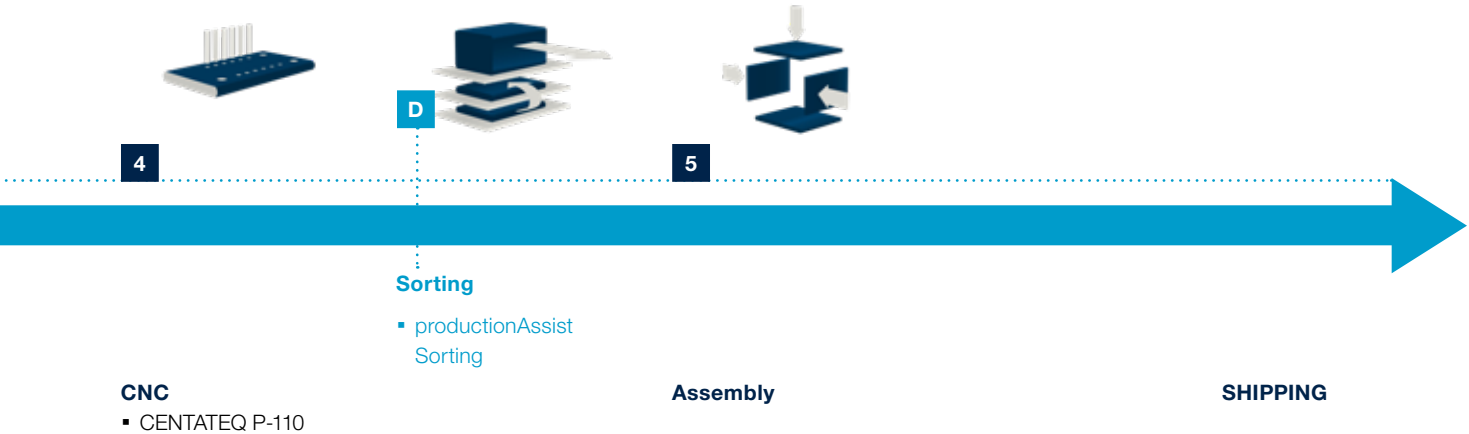 D
4
5
Sorting
▪ productionAssist
Sorting
CNC
▪ CENTATEQ P-110
Assembly
SHIPPING